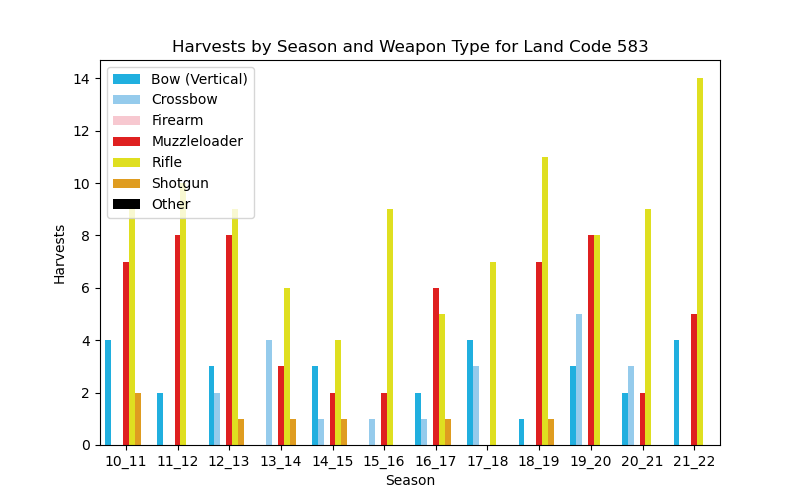 Harvests by Season and Weapon Type for Land Code 583
14
12
10
8
6
4
2
0
Harvests
Bow (Vertical)
Crossbow
Firearm
Muzzleloader
Rifle
Shotgun
Other
10_11 11_12 12_13 13_14 14_15 15_16 16_17 17_18 18_19 19_20 20_21 21_22
Season